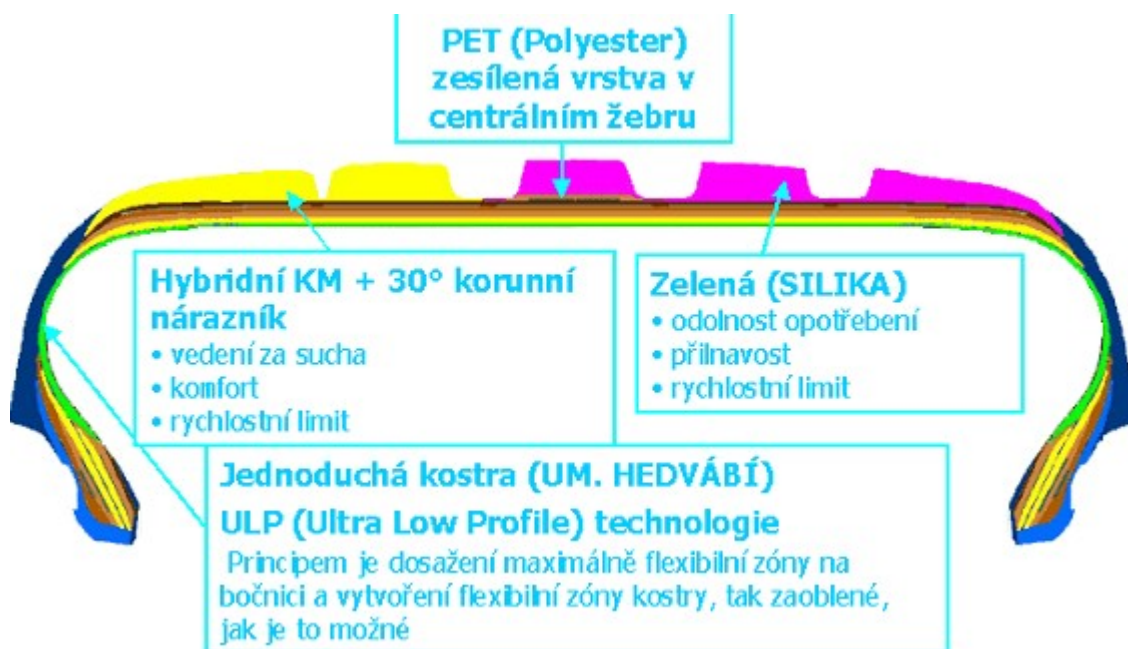 PET (Polyester)
zesílená vrstva v
centrálním žebru
Hybridní KM + 30° korunní
nárazník
• vedení za sucha
• komfort
• rychlostní limit
Zelená (SILIKA)
• odolnost opotřebení
• přilnavost
• rychlostní limit
Jednoduchá kostra (UM. HEDVÁBÍ)
ULP (Ultra Low Profile) technologie
Principem je dosažení maximálně flexibilní zóny na
bočnici a vytvoření flexibilní zóny kostry, tak zaoblené,
jak je to možné